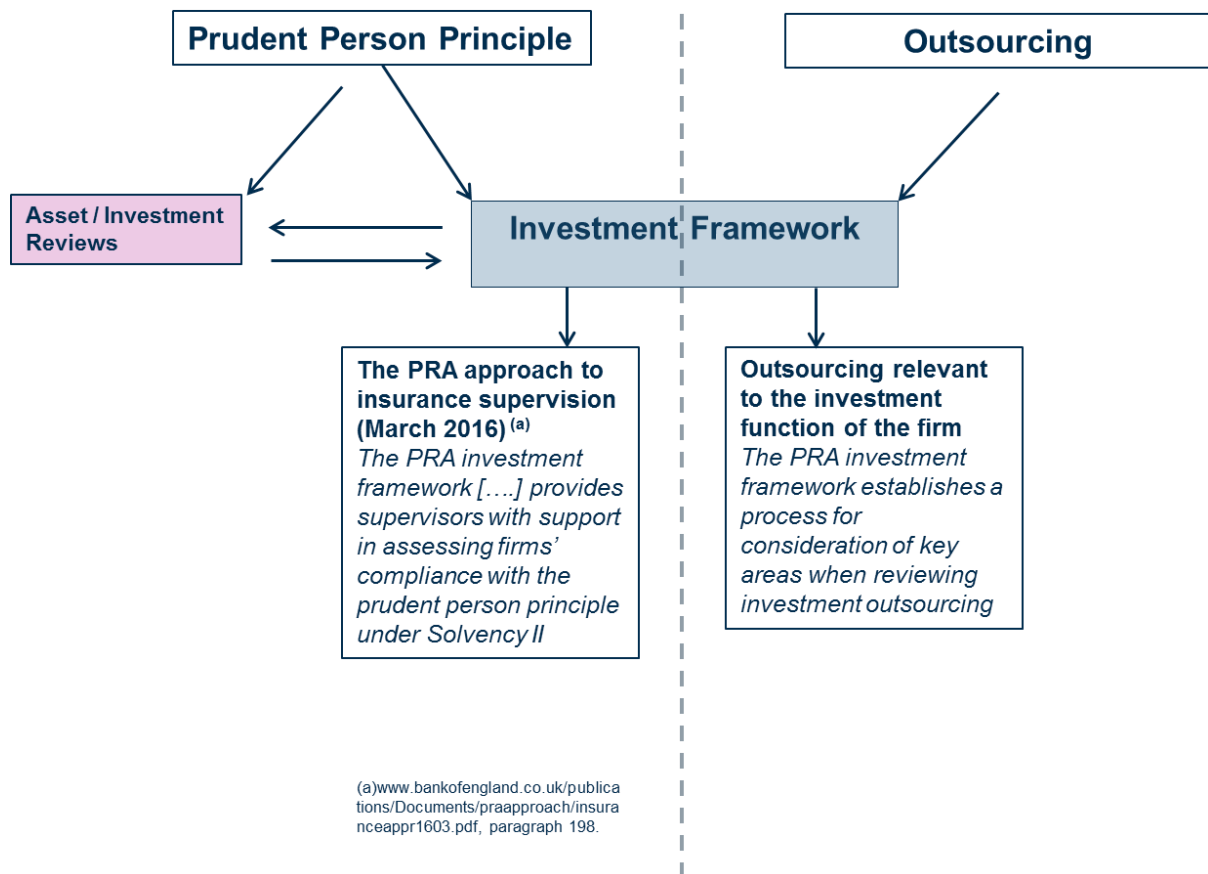 Prudent Person Principle
Outsourcing
Asset / Investment
Reviews
Investment Framework
The PRA approach to
insurance supervision
(March 2016) (a)
The PRA investment
framework [….] provides
supervisors with support
in assessing firms’
compliance with the
prudent person principle
under Solvency II
Outsourcing relevant
to the investment
function of the firm
The PRA investment
framework establishes a
process for
consideration of key
areas when reviewing
investment outsourcing
(a)www.bankofengland.co.uk/publica
tions/Documents/praapproach/insura
nceappr1603.pdf, paragraph 198.